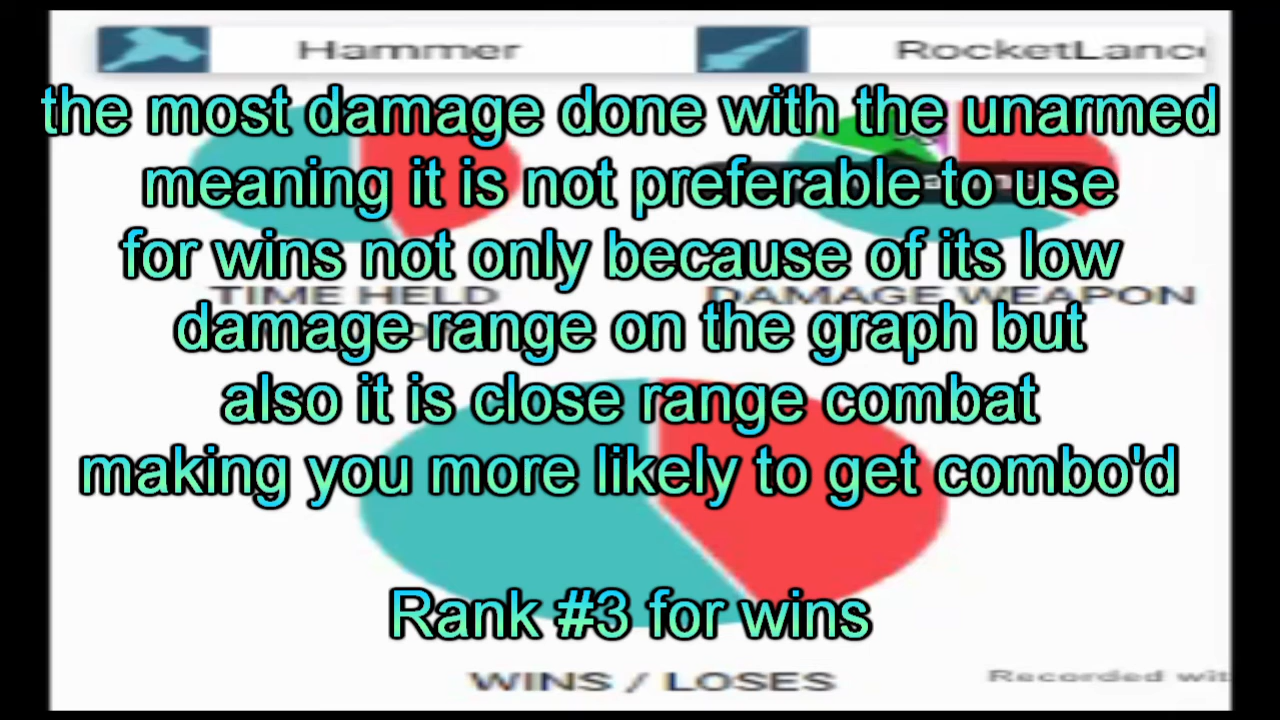 Hammer RocketLance
the most damage done with the unarmed
meaning it is not preferable to use
for wins not only because of its low
TIME HELD DAMAGE WEAPON
damage range on the graph but
also it is close range combat
making you more likely to get combo'd
Rank #3 for wins
WINS / LOSES
Recorded wit